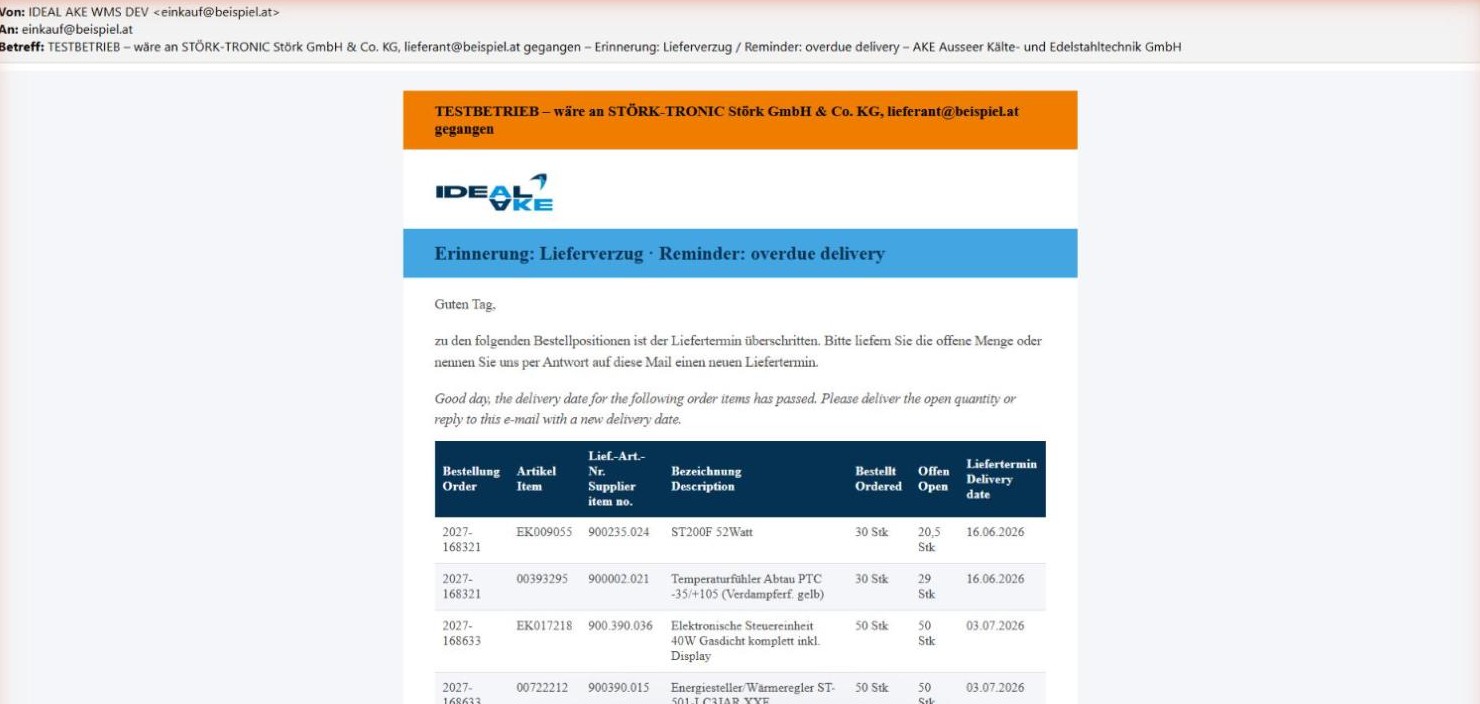 Von: IDEAL AKE WMS DEV <einkauf@beispiel.at>
An: einkauf@beispiel.at
Betreff: TESTBETRIEB – wäre an STÖRK-TRONIC Störk GmbH & Co. KG, lieferant@beispiel.at gegangen – Erinnerung: Lieferverzug / Reminder: overdue delivery – AKE Ausseer Kälte- und Edelstahltechnik GmbH
TESTBETRIEB – wäre an STÖRK-TRONIC Störk GmbH & Co. KG, lieferant@beispiel.at
gegangen
IDEAL
AKE
Erinnerung: Lieferverzug · Reminder: overdue delivery
Guten Tag,
zu den folgenden Bestellpositionen ist der Liefertermin überschritten. Bitte liefern Sie die offene Menge oder
nennen Sie uns per Antwort auf diese Mail einen neuen Liefertermin.
Good day, the delivery date for the following order items has passed. Please deliver the open quantity or
reply to this e-mail with a new delivery date.
Lief.-Art.-
Bestellung Artikel Nr. Bezeichnung Bestellt Offen Liefertermin
Order Item Supplier Description Ordered Open Delivery
item no. date
2027- EK009055 900235.024 ST200F 52Watt 30 Stk 20,5 16.06.2026
168321 Stk
2027- 00393295 900002.021 Temperaturfühler Abtau PTC 30 Stk 29 16.06.2026
168321 -35/+105 (Verdampferf. gelb) Stk
2027- EK017218 900.390.036 Elektronische Steuereinheit 50 Stk 50 03.07.2026
168633 40W Gasdicht komplett inkl. Stk
Display
2027- 00722212 900390.015 Energiesteller/Wärmeregler ST- 50 Stk 50 03.07.2026
168633 Stk